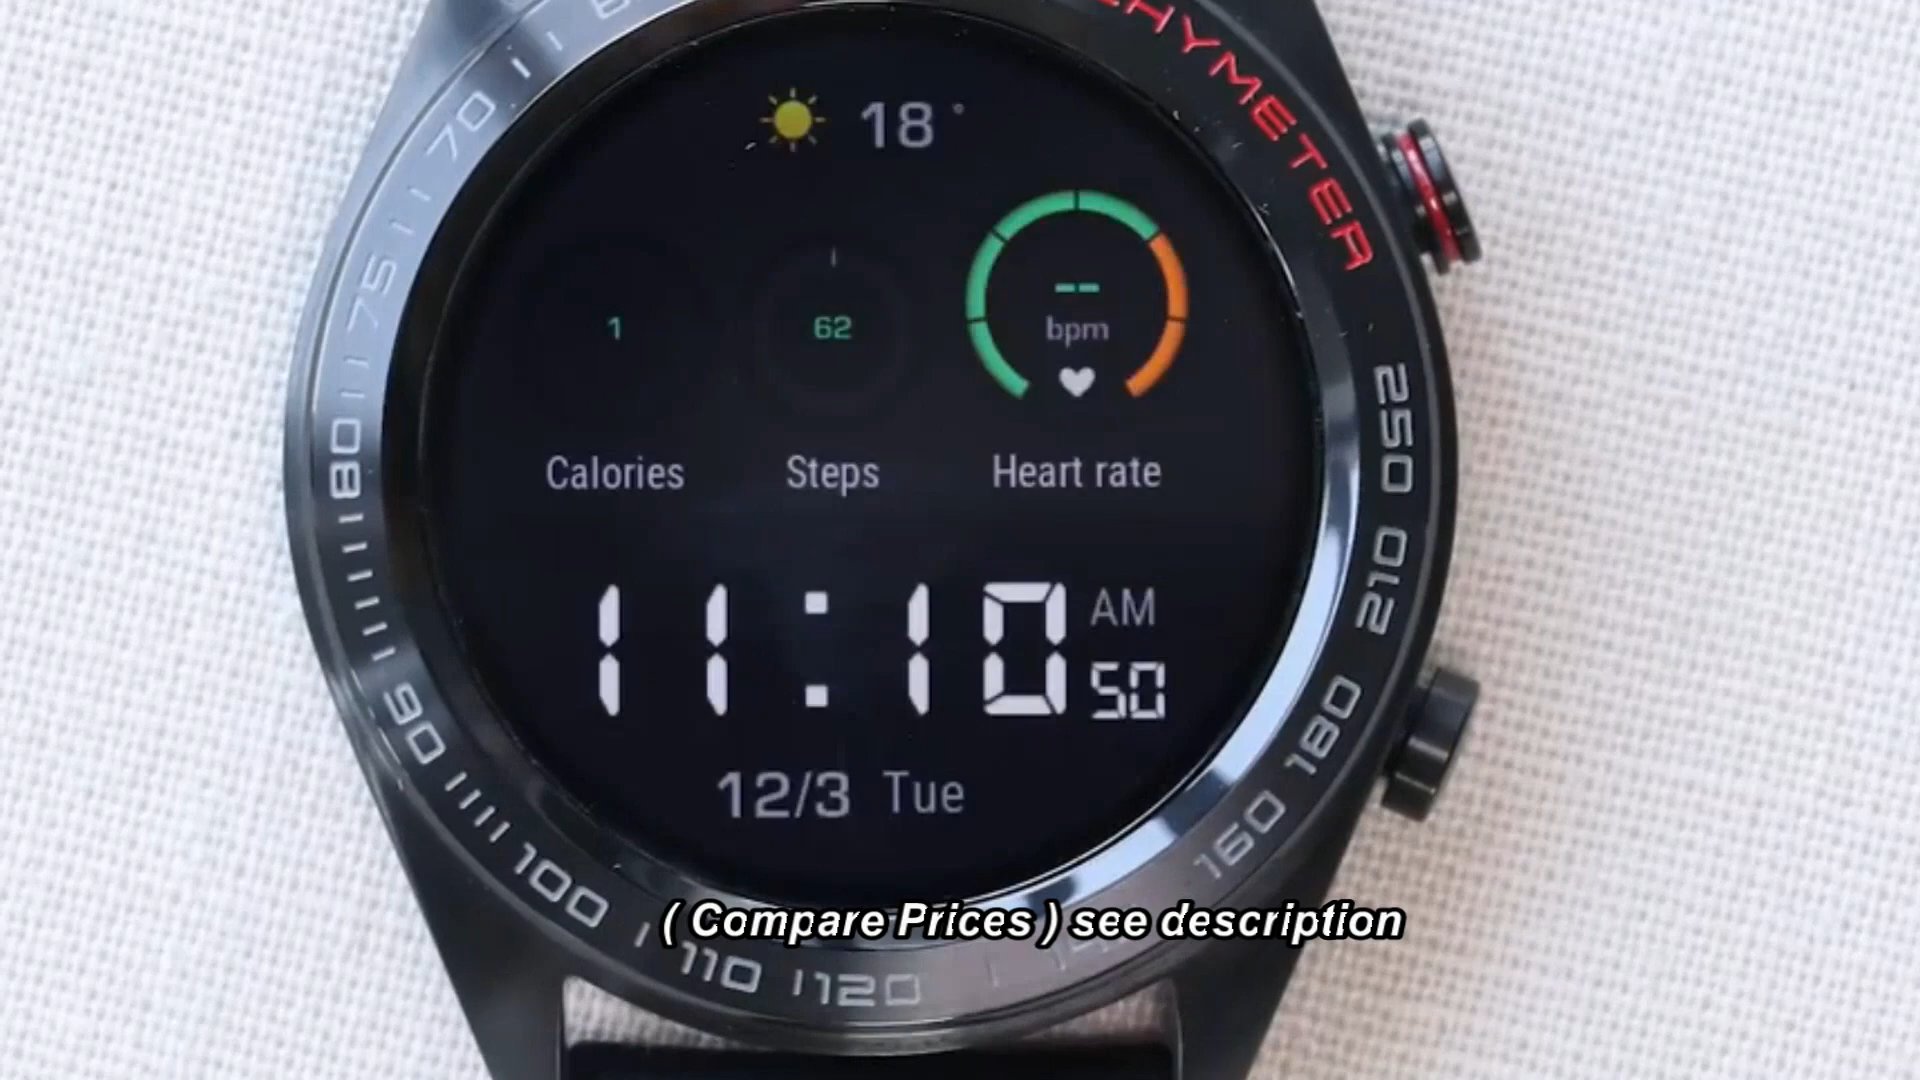 18°
1
62
--
bpm
Calories
Steps
Heart rate
11:10
AM
50
12/3 Tue
70
75
80
90
100
110
120
160
180
210
250
( Compare Prices ) see description